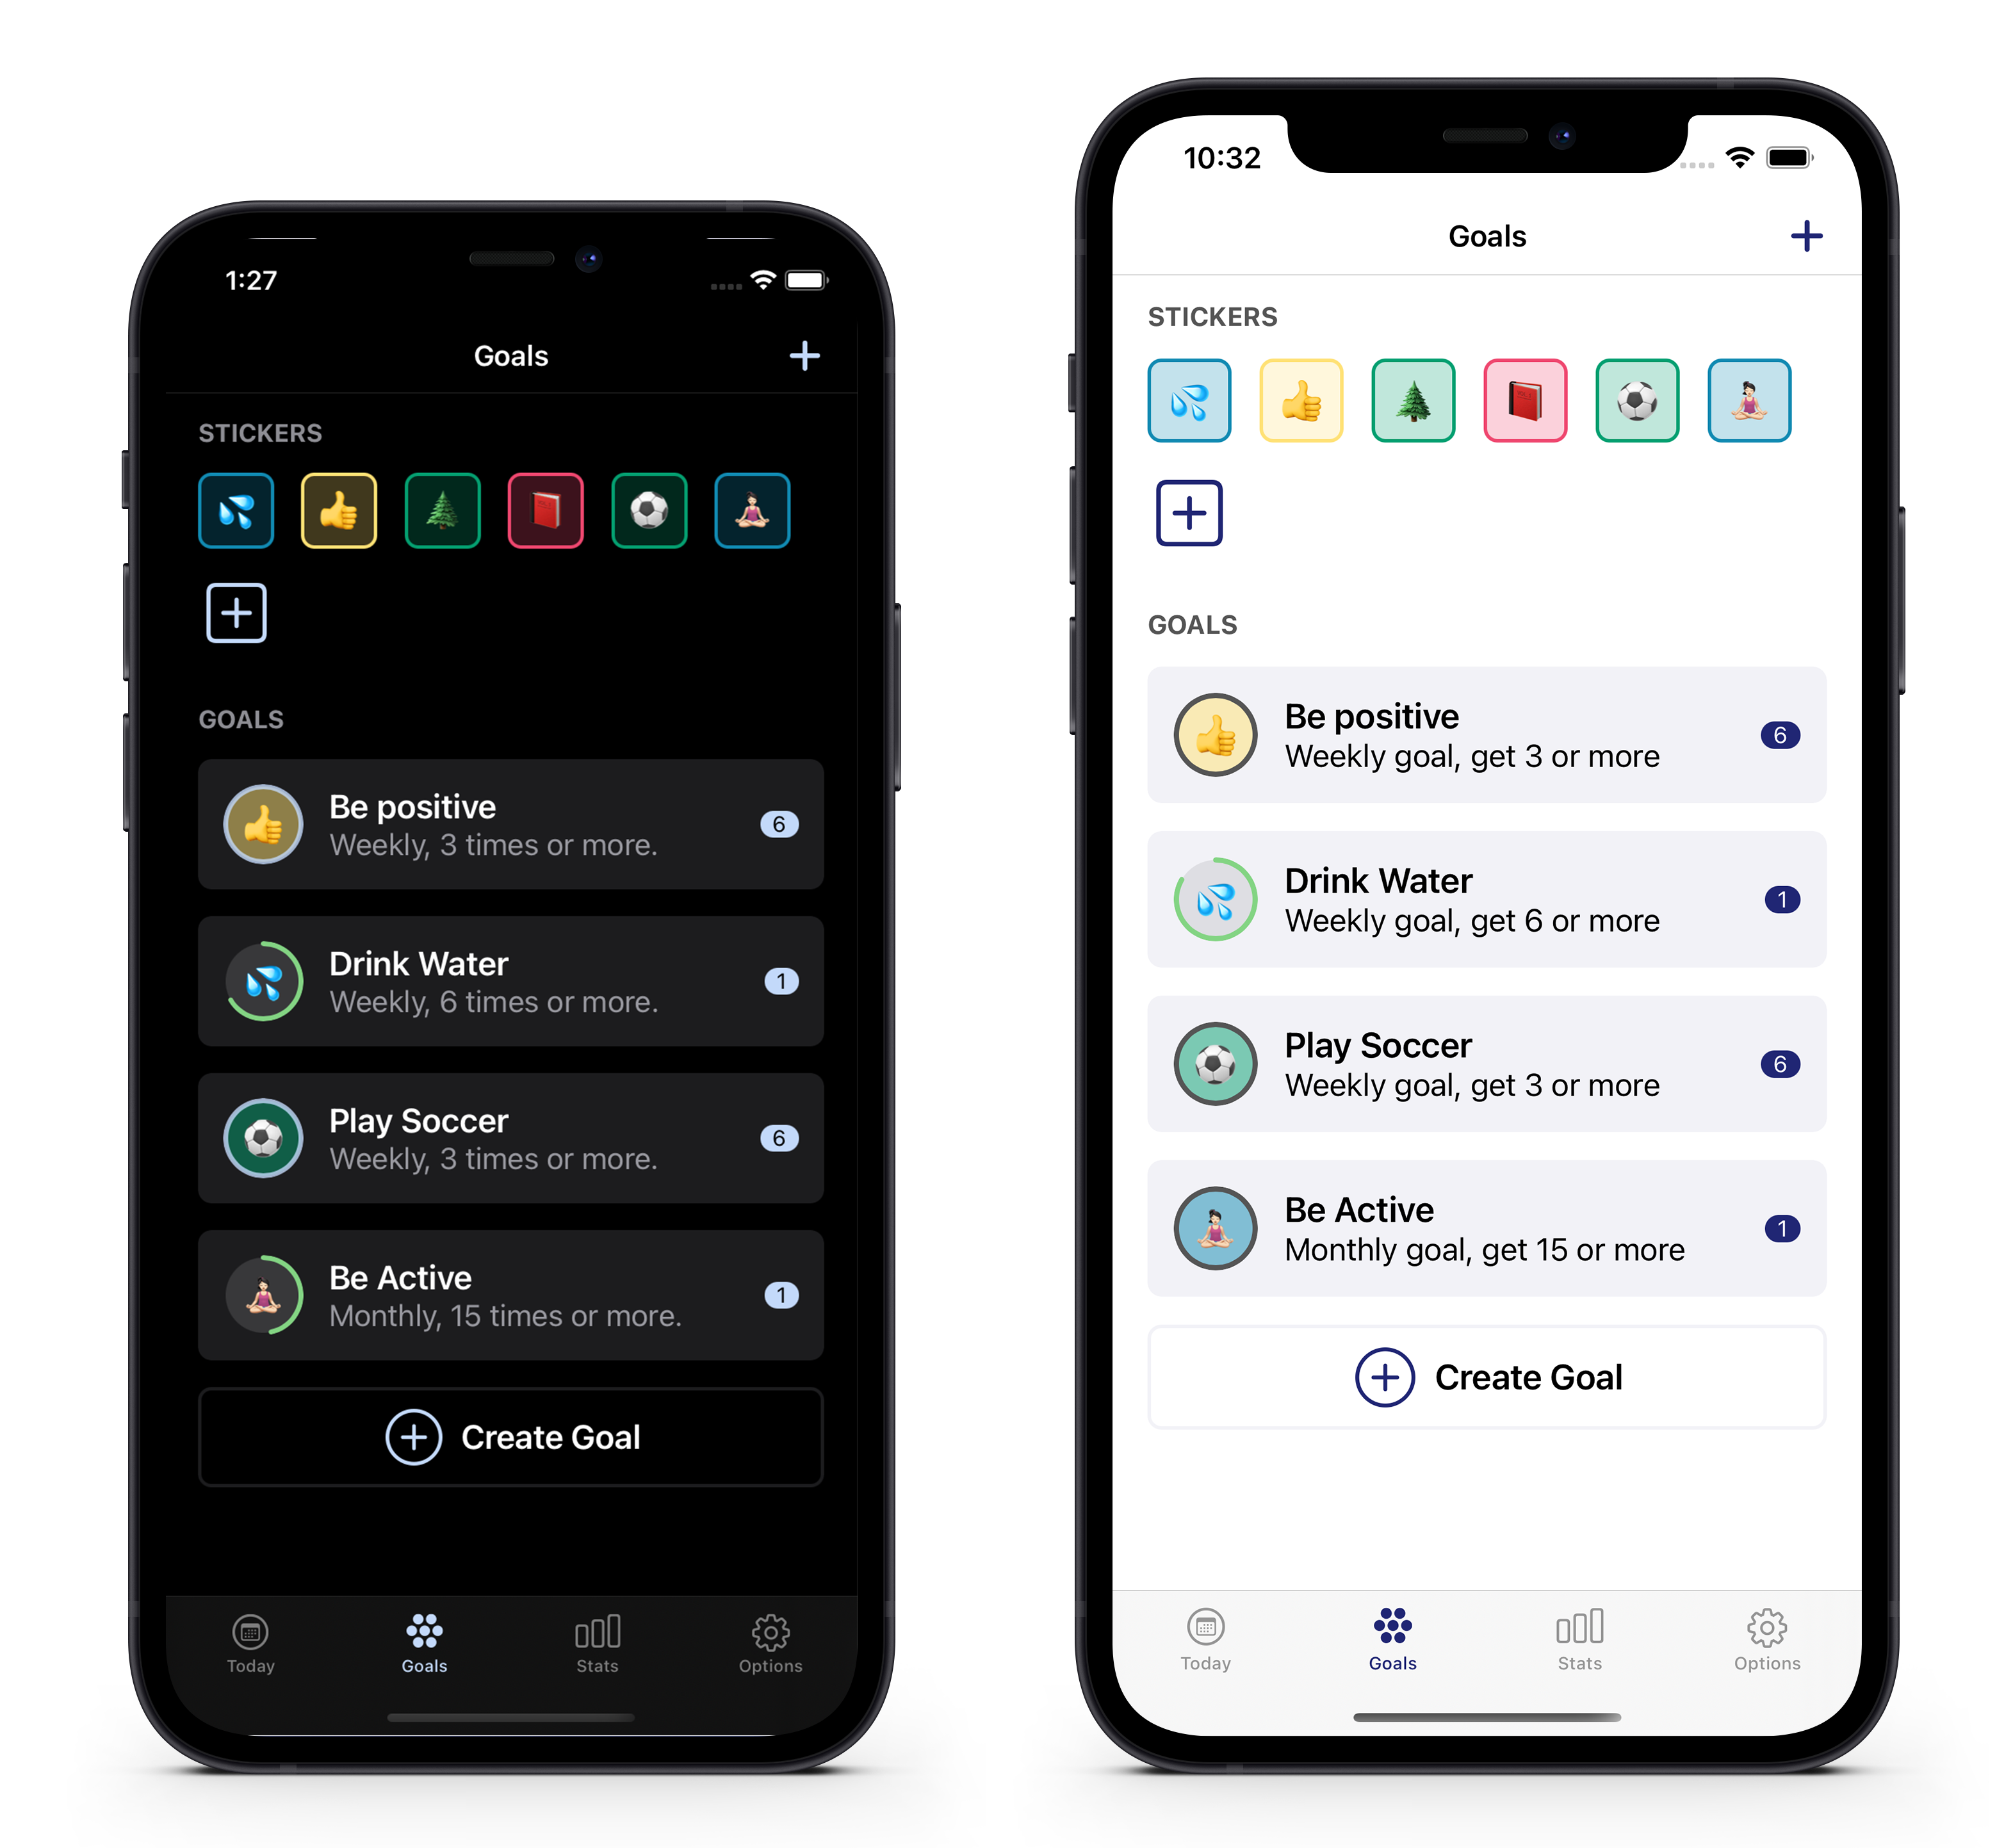 1:27
Goals
STICKERS
GOALS
Be positive
Weekly, 3 times or more.
6
Drink Water
Weekly, 6 times or more.
1
Play Soccer
Weekly, 3 times or more.
6
Be Active
Monthly, 15 times or more.
1
Create Goal
Today
Goals
Stats
Options
10:32
Goals
STICKERS
GOALS
Be positive
Weekly goal, get 3 or more
6
Drink Water
Weekly goal, get 6 or more
1
Play Soccer
Weekly goal, get 3 or more
6
Be Active
Monthly goal, get 15 or more
1
Create Goal
Today
Goals
Stats
Options